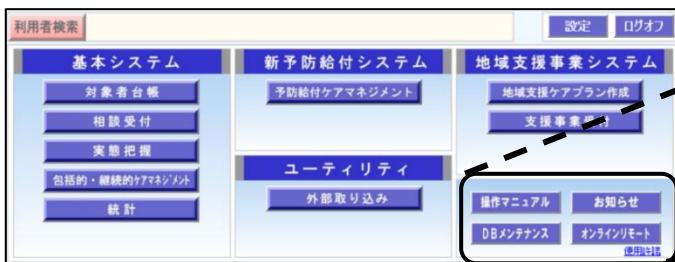 利用者検索
設定 ログオフ
基本システム
対象者台帳
相談受付
実態把握
包括的・継続的ケアマネジメント
統計
新予防給付システム
予防給付ケアマネジメント
ユーティリティ
外部取り込み
地域支援事業システム
地域支援ケアプラン作成
支援事業受付
操作マニュアル お知らせ
DBメンテナンス オンラインリモート
使用許諾